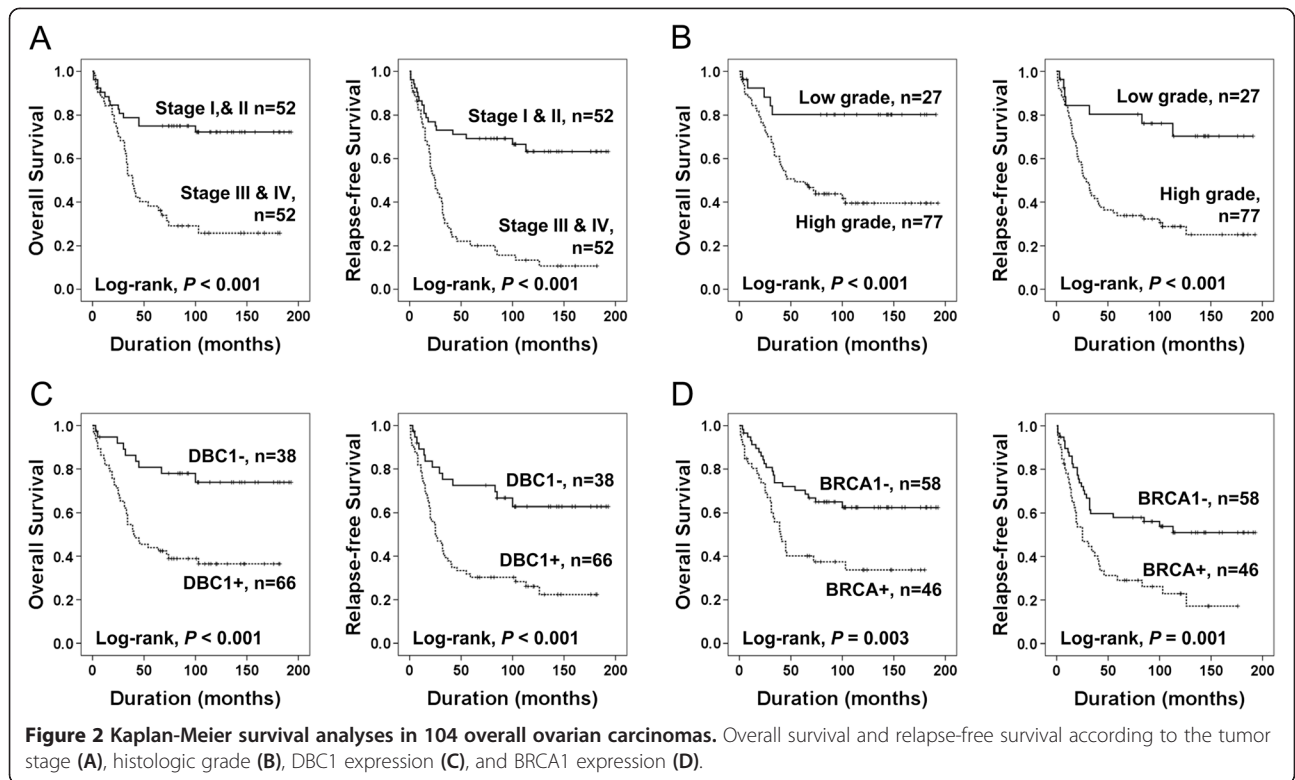 A
B
1.0
0.8
0.6
0.4
0.2
0.0
Overall Survival
Stage I,& II n=52
Stage III & IV,
n=52
Log-rank, P < 0.001
0 50 100 150 200
Duration (months)
1.0
0.8
0.6
0.4
0.2
0.0
Relapse-free Survival
Stage I & II, n=52
Stage III & IV,
n=52
Log-rank, P < 0.001
0 50 100 150 200
Duration (months)
1.0
0.8
0.6
0.4
0.2
0.0
Overall Survival
Low grade, n=27
High grade, n=77
Log-rank, P < 0.001
0 50 100 150 200
Duration (months)
1.0
0.8
0.6
0.4
0.2
0.0
Relapse-free Survival
Low grade, n=27
High grade,
n=77
Log-rank, P < 0.001
0 50 100 150 200
Duration (months)
C
D
1.0
0.8
0.6
0.4
0.2
0.0
Overall Survival
DBC1-, n=38
DBC1+, n=66
Log-rank, P < 0.001
0 50 100 150 200
Duration (months)
1.0
0.8
0.6
0.4
0.2
0.0
Relapse-free Survival
DBC1-, n=38
DBC1+, n=66
Log-rank, P < 0.001
0 50 100 150 200
Duration (months)
1.0
0.8
0.6
0.4
0.2
0.0
Overall Survival
BRCA1-, n=58
BRCA+, n=46
Log-rank, P = 0.003
0 50 100 150 200
Duration (months)
1.0
0.8
0.6
0.4
0.2
0.0
Relapse-free Survival
BRCA1-, n=58
BRCA+, n=46
Log-rank, P = 0.001
0 50 100 150 200
Duration (months)
Figure 2 Kaplan-Meier survival analyses in 104 overall ovarian carcinomas. Overall survival and relapse-free survival according to the tumor
stage (A), histologic grade (B), DBC1 expression (C), and BRCA1 expression (D).